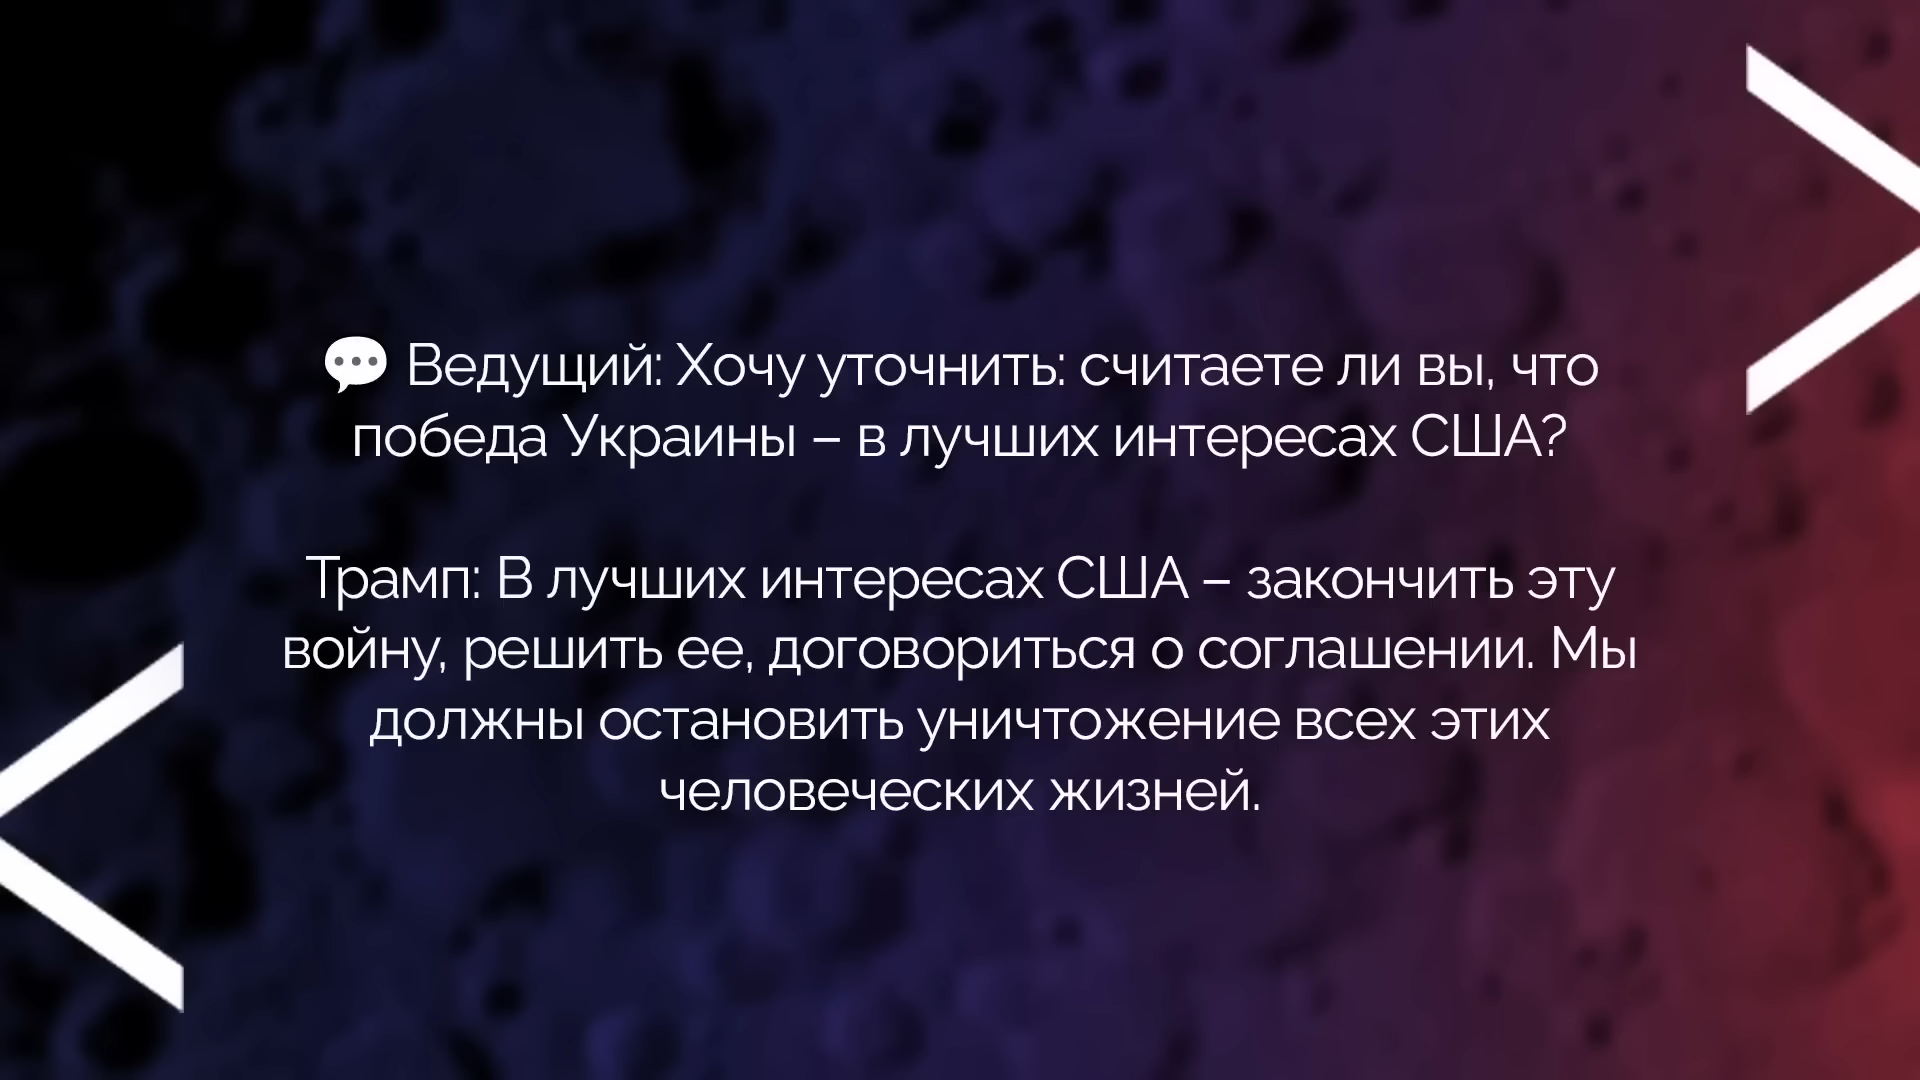 💬 Ведущий: Хочу уточнить: считаете ли вы, что
победа Украины – в лучших интересах США?
Трамп: В лучших интересах США – закончить эту
войну, решить ее, договориться о соглашении. Мы
должны остановить уничтожение всех этих
человеческих жизней.